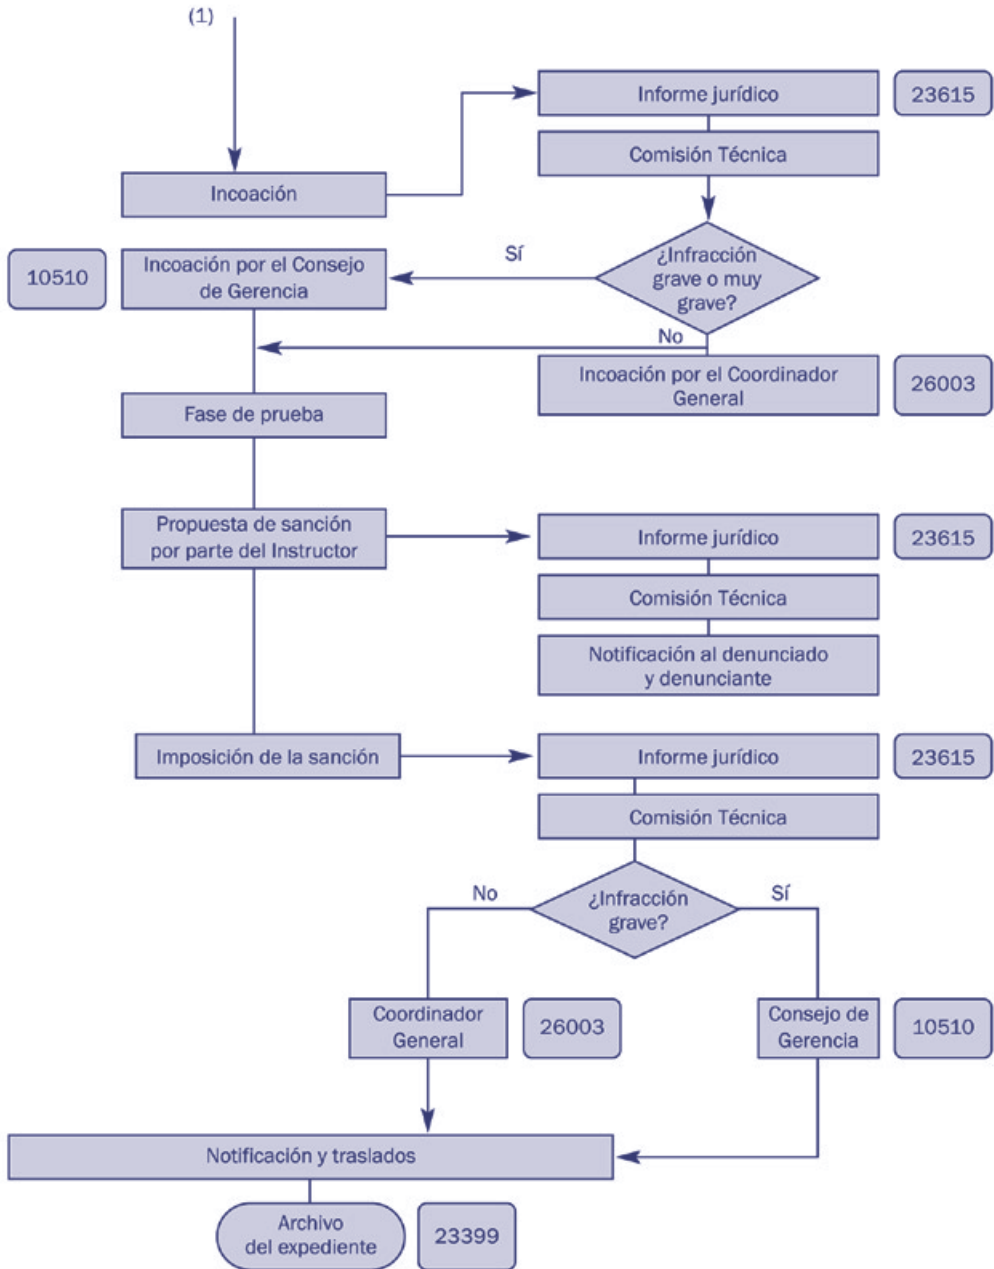 (1)
Informe jurídico
23615
Comisión Técnica
Incoación
¿Infracción
grave o muy
grave?
Sí
Incoación por el Consejo
de Gerencia
10510
No
Incoación por el Coordinador
General
26003
Fase de prueba
Propuesta de sanción
por parte del Instructor
Informe jurídico
23615
Comisión Técnica
Notificación al denunciado
y denunciante
Imposición de la sanción
Informe jurídico
23615
Comisión Técnica
¿Infracción
grave?
No
Sí
Coordinador
General
26003
Consejo de
Gerencia
10510
Notificación y traslados
Archivo
del expediente
23399